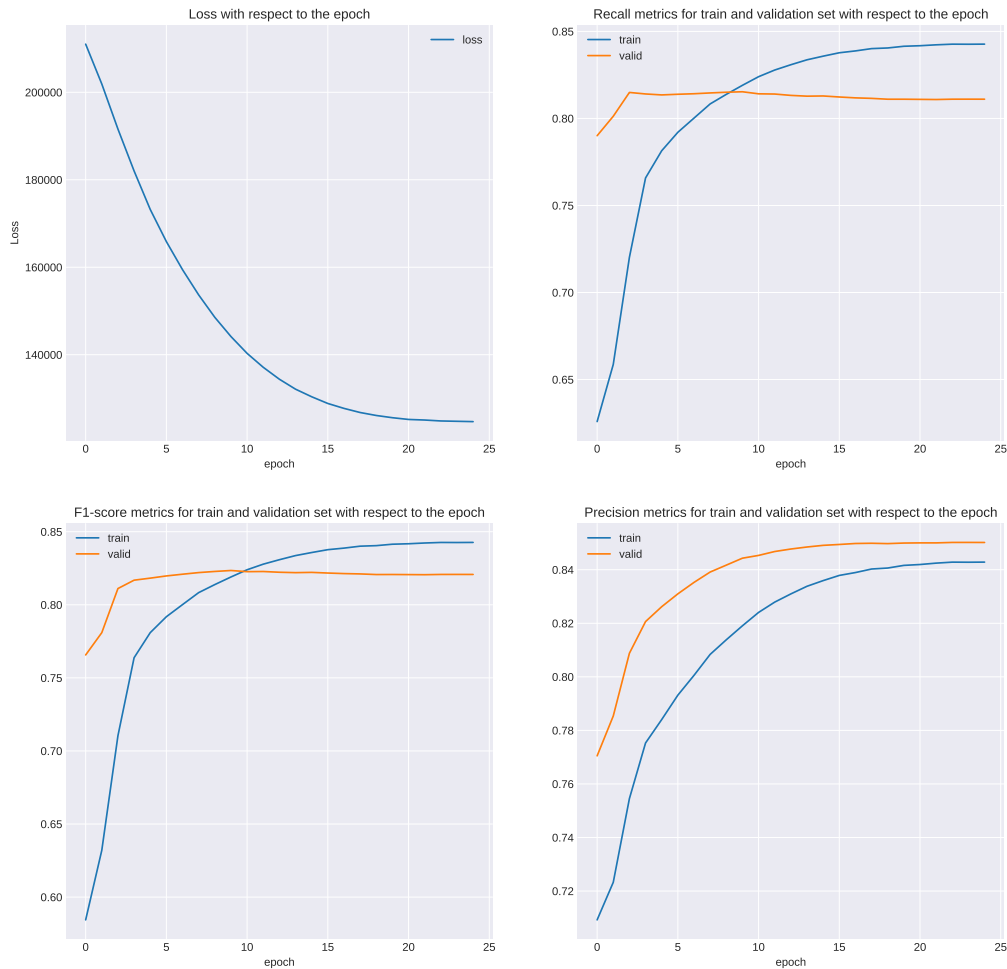 Loss with respect to the epoch
loss
200000
180000
160000
140000
Loss
0 5 10 15 20 25
epoch
Recall metrics for train and validation set with respect to the epoch
train
valid
0.85
0.80
0.75
0.70
0.65
0 5 10 15 20 25
epoch
F1-score metrics for train and validation set with respect to the epoch
train
valid
0.85
0.80
0.75
0.70
0.65
0.60
0 5 10 15 20 25
epoch
Precision metrics for train and validation set with respect to the epoch
train
valid
0.84
0.82
0.80
0.78
0.76
0.74
0.72
0 5 10 15 20 25
epoch